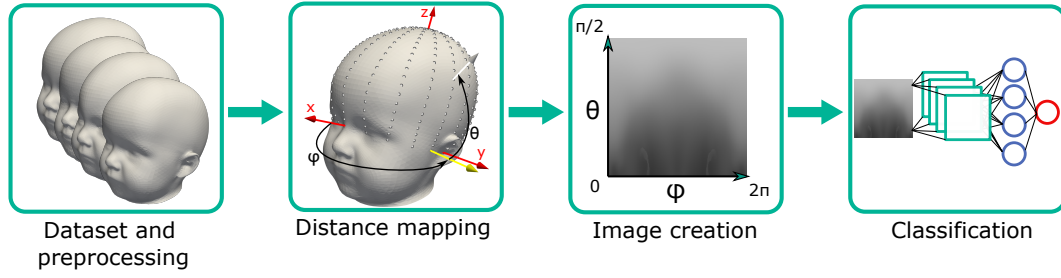 z
x
y
φ
θ
π/2
θ
0
φ
2π
Dataset and
preprocessing
Distance mapping
Image creation
Classification